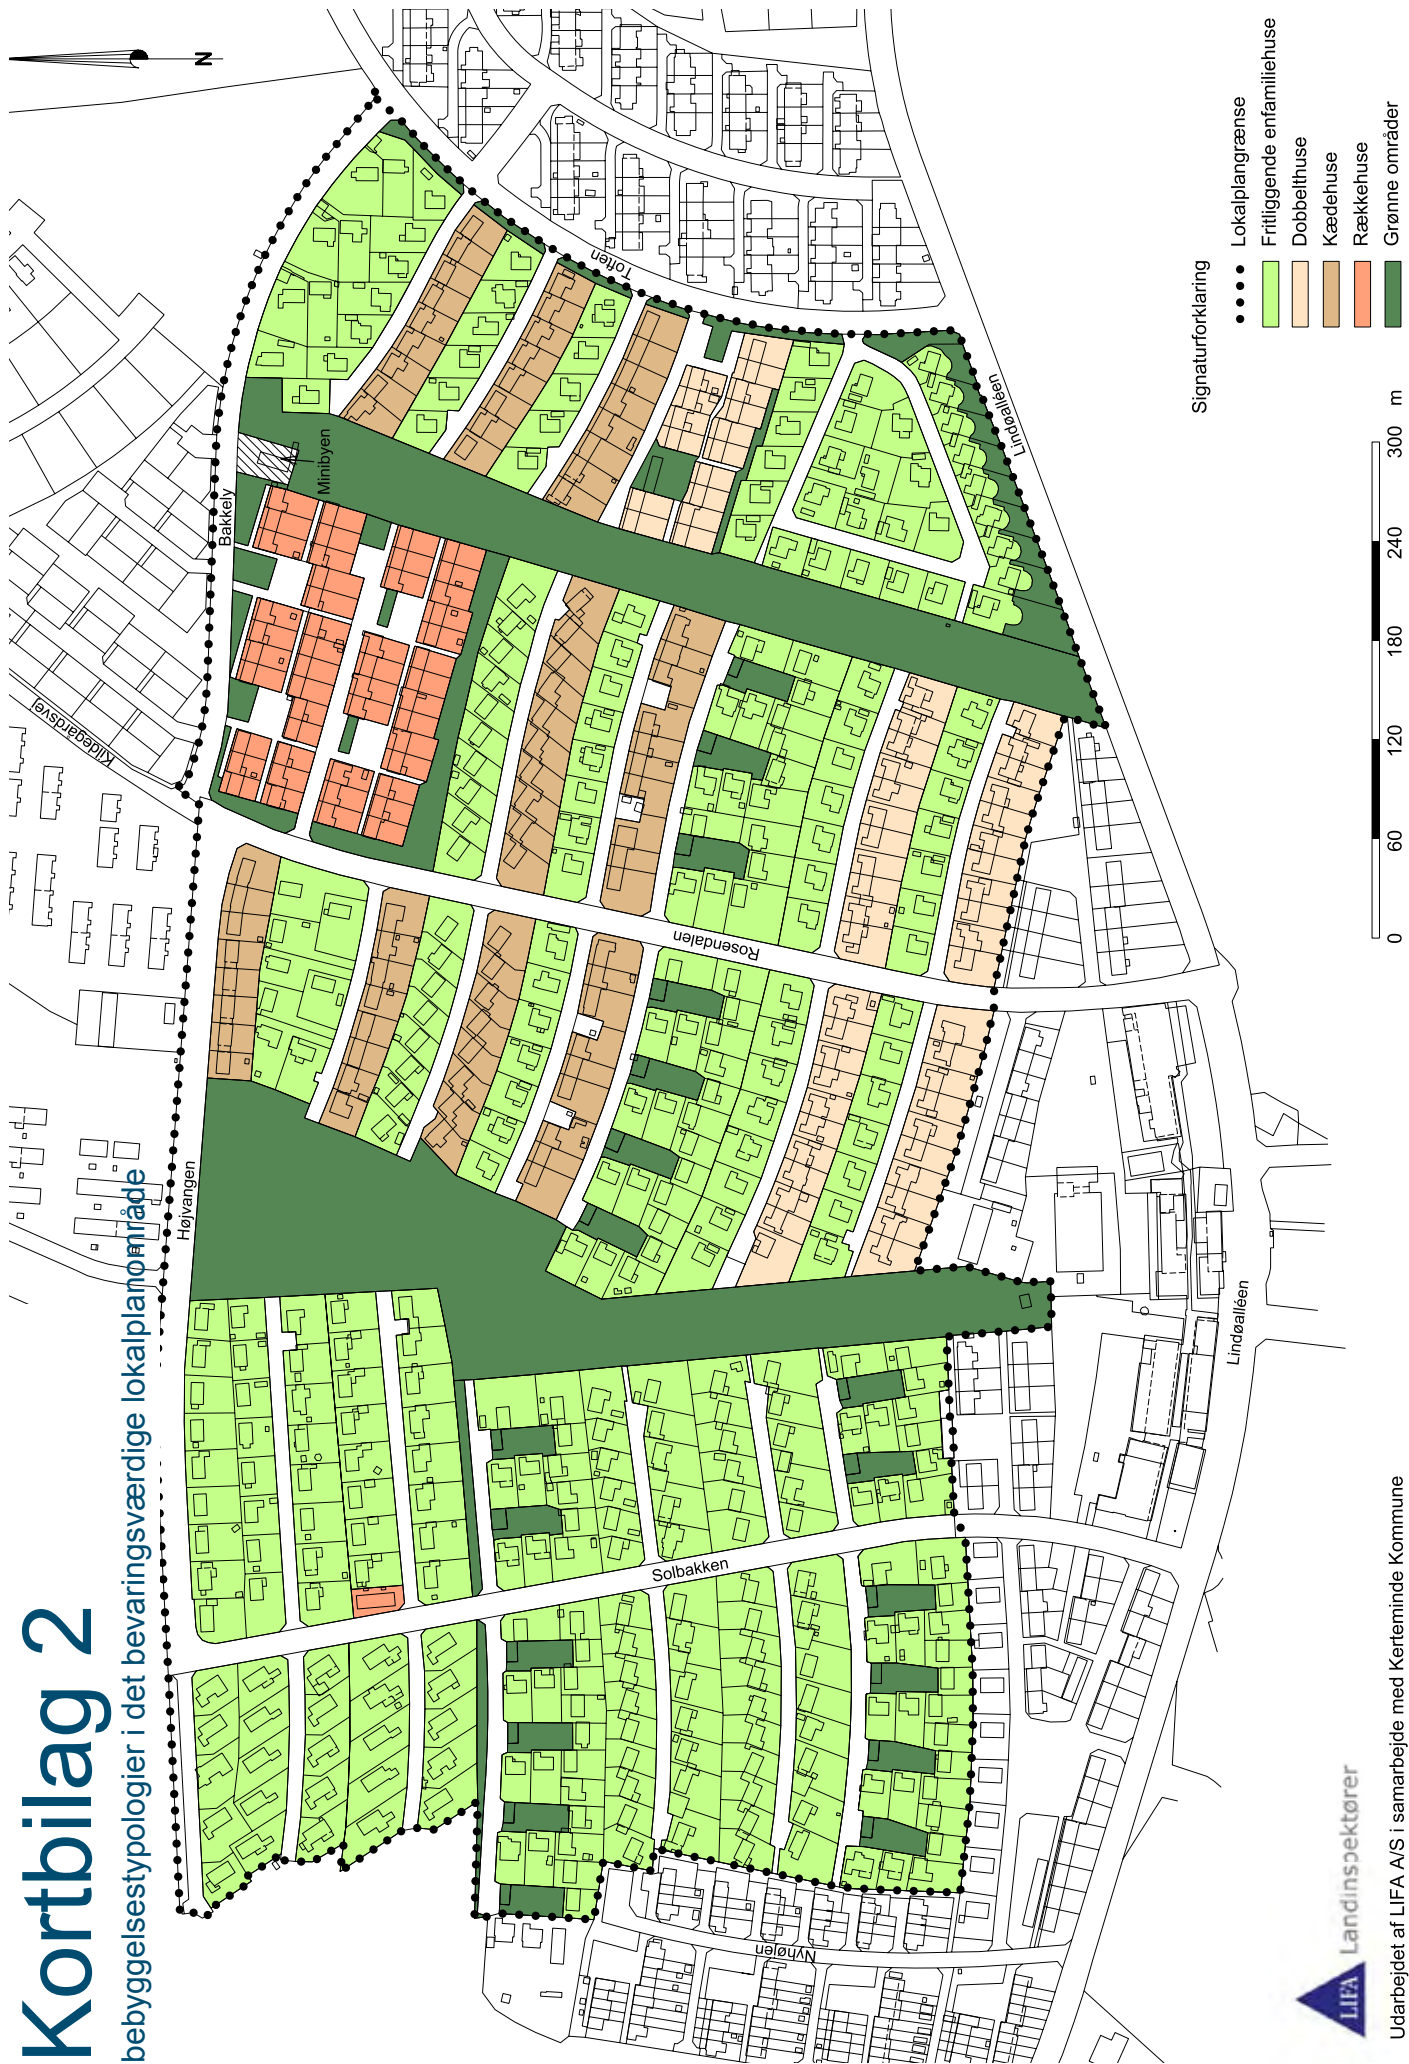 Kortbilag 2
bebyggelsestypologier i det bevaringsværdige lokalplanområde
N
Højvangen
Kildegårdsvej
Bakkely
Minibyen
Toften
Rosendalen
Solbakken
Nyhøjen
Lindøalléen
Lindøalléen
Signaturforklaring
Lokalplangrænse
Fritliggende enfamiliehuse
Dobbelthuse
Kædehuse
Rækkehuse
Grønne områder
0 60 120 180 240 300 m
LIFA Landinspektører
Udarbejdet af LIFA A/S i samarbejde med Kerteminde Kommune